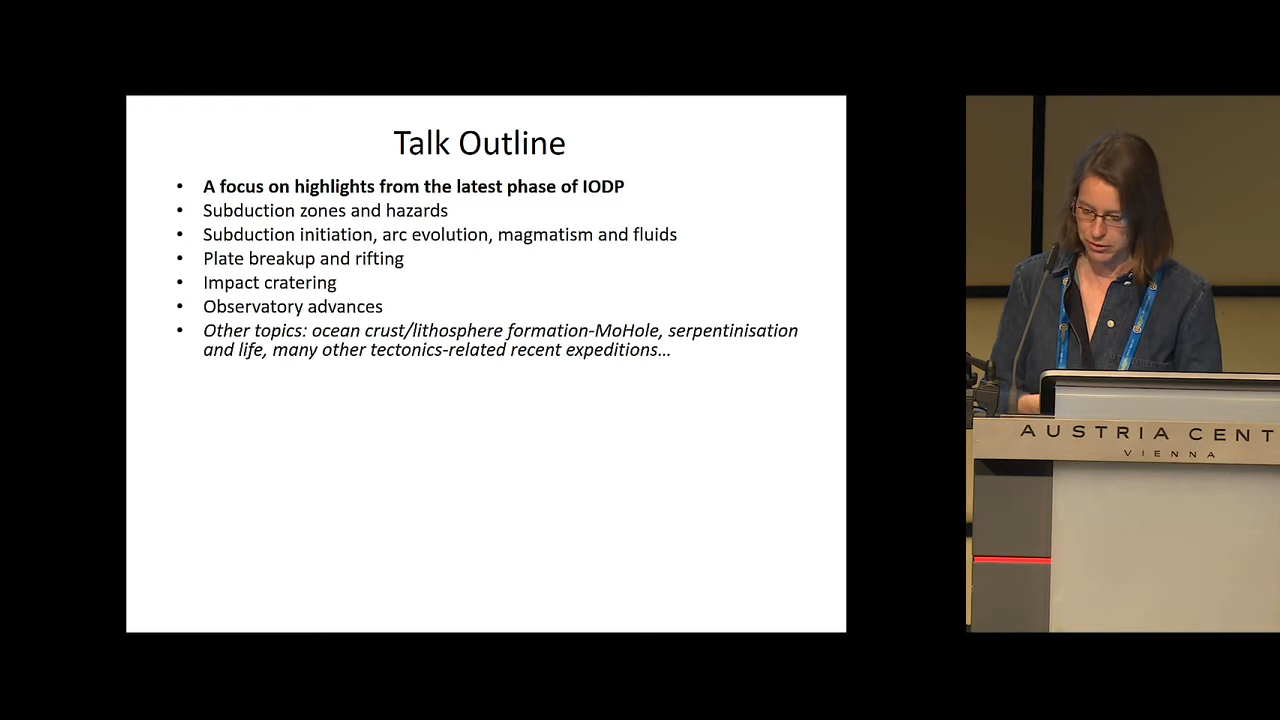 Talk Outline
• A focus on highlights from the latest phase of IODP
• Subduction zones and hazards
• Subduction initiation, arc evolution, magmatism and fluids
• Plate breakup and rifting
• Impact cratering
• Observatory advances
• Other topics: ocean crust/lithosphere formation-MoHole, serpentinisation
and life, many other tectonics-related recent expeditions…
AUSTRIA CENT
VIENNA